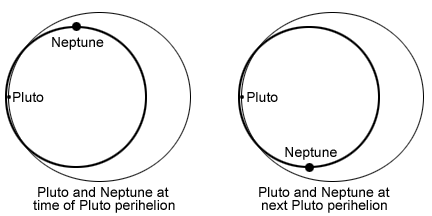 Neptune
Pluto
Pluto and Neptune at
time of Pluto perihelion
Pluto
Neptune
Pluto and Neptune at
next Pluto perihelion